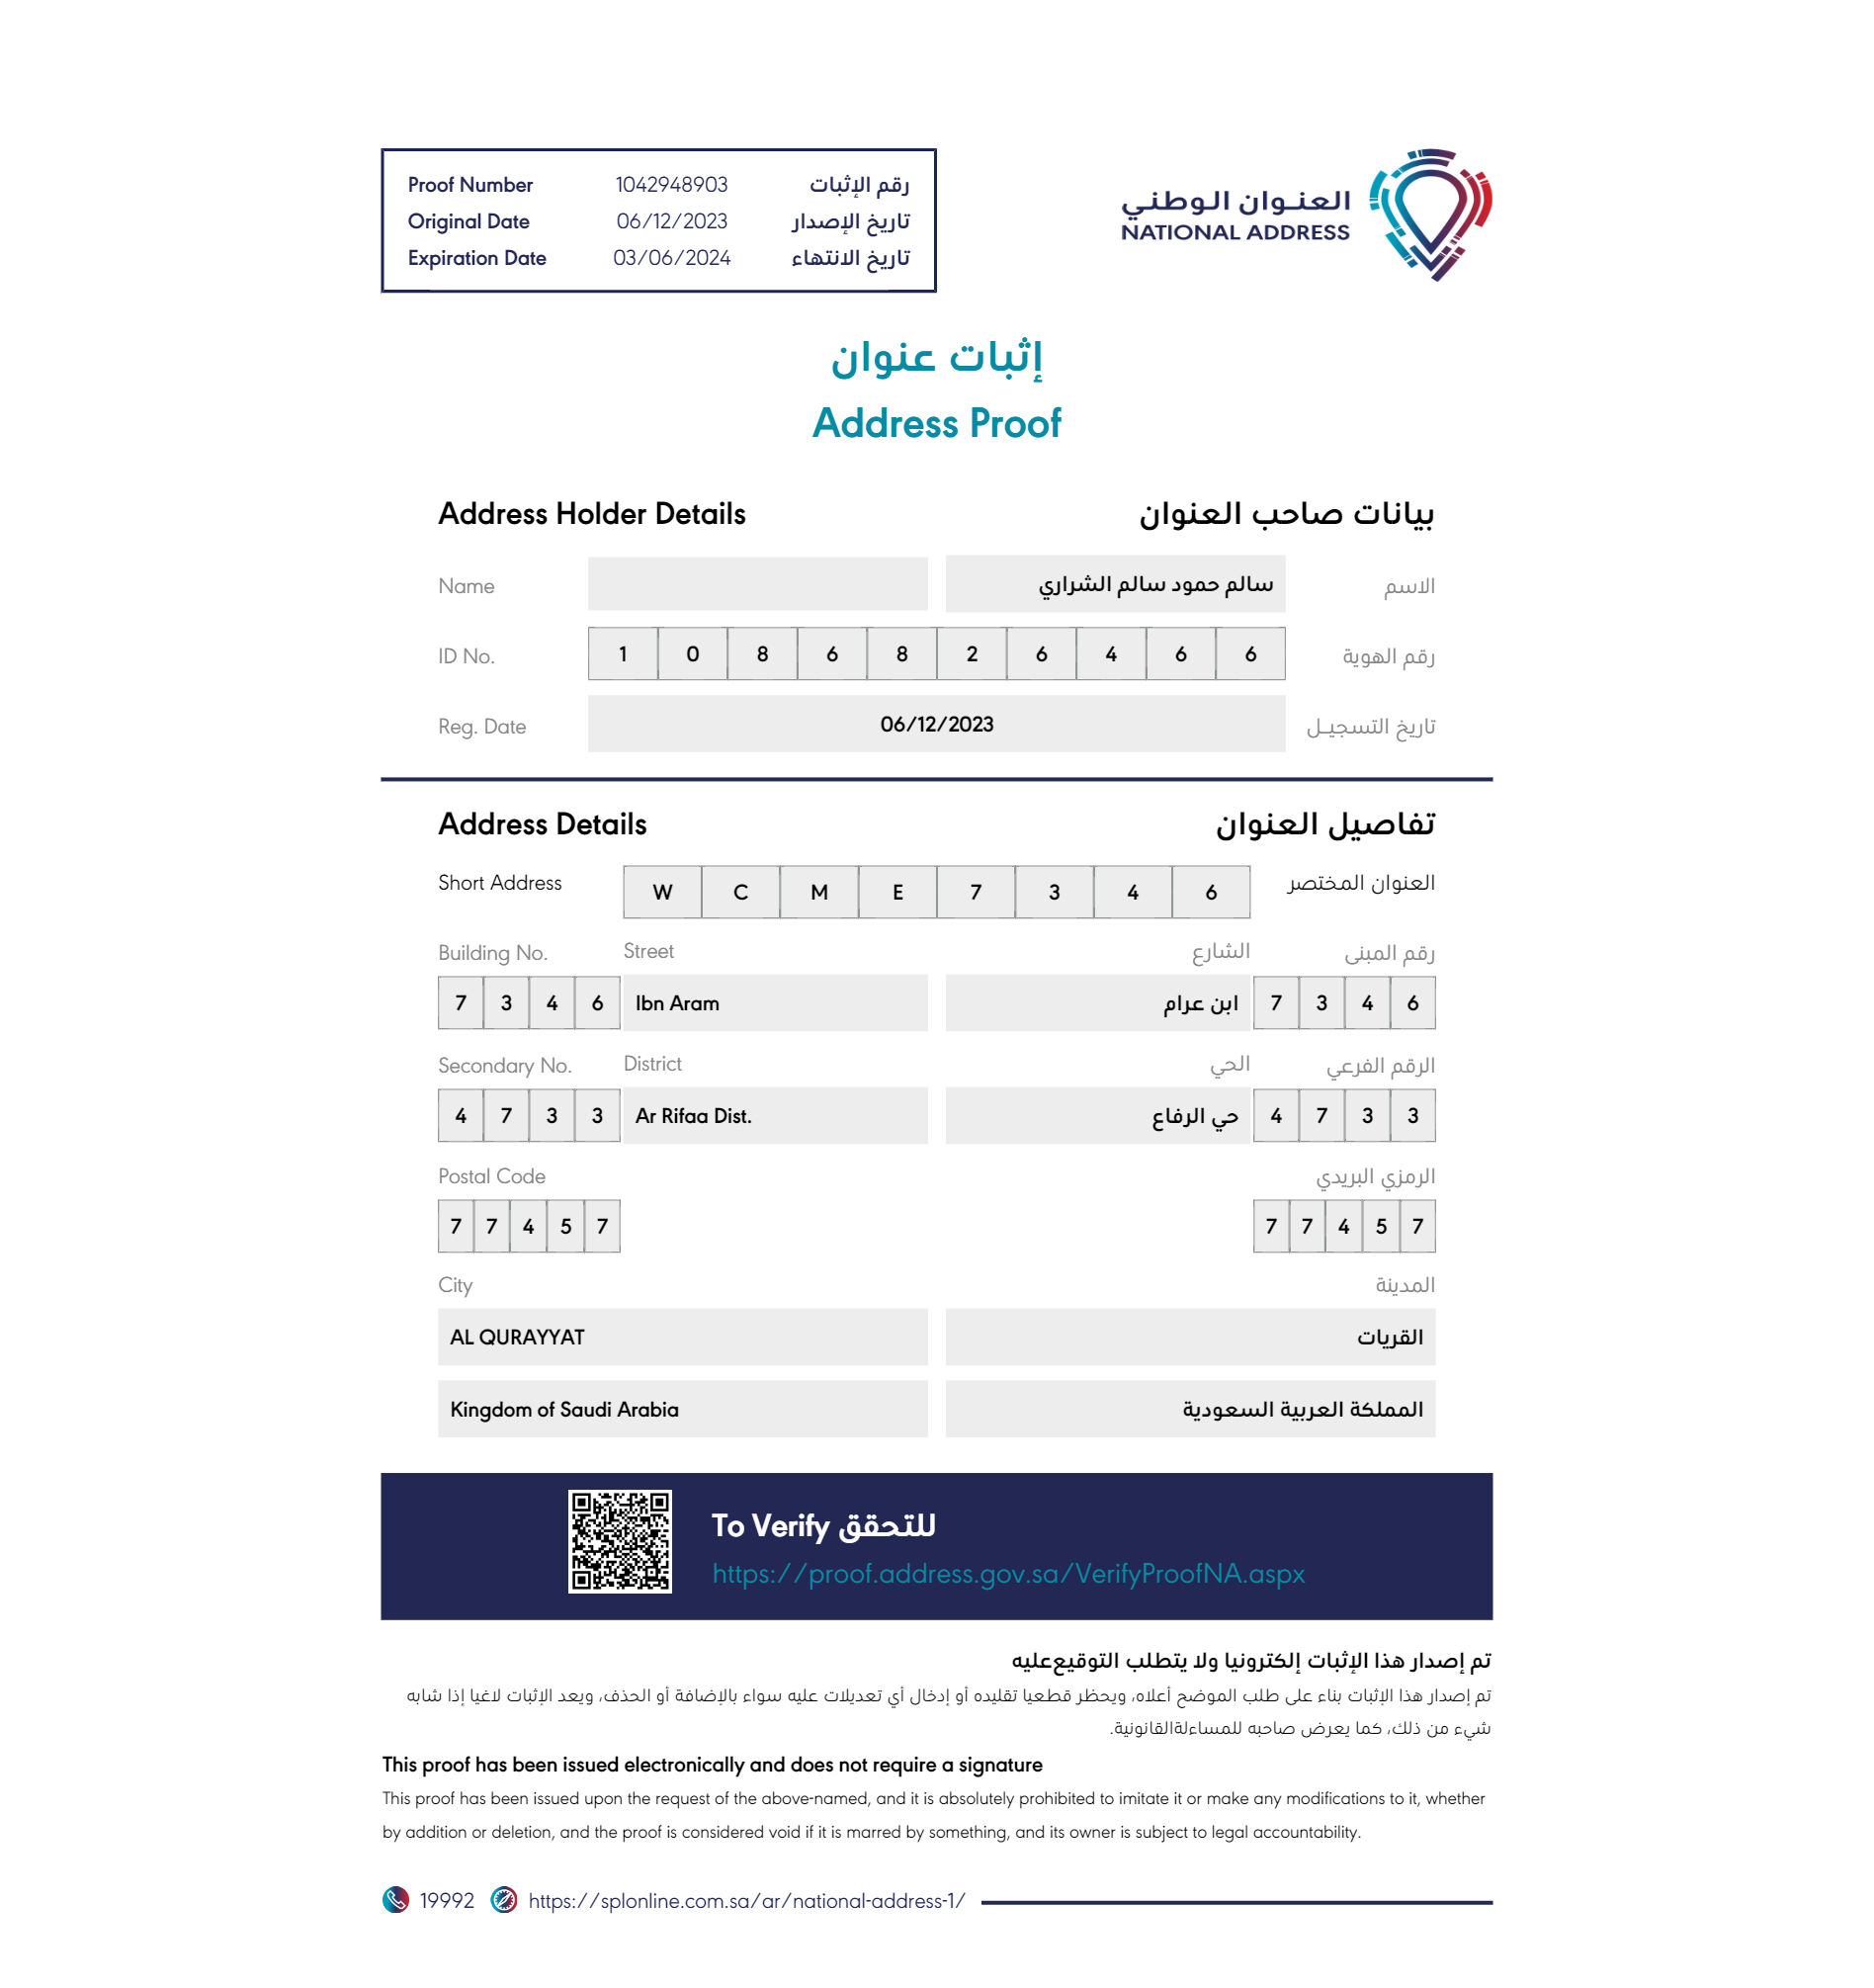 Proof Number 1042948903 رقم الإثبات
Original Date 06/12/2023 تاريخ الإصدار
Expiration Date 03/06/2024 تاريخ الانتهاء
العنوان الوطني
NATIONAL ADDRESS
إثبات عنوان
Address Proof
Address Holder Details بيانات صاحب العنوان
Name سالم حمود سالم الشراري الاسم
ID No. 1 0 8 6 8 2 6 4 6 6 رقم الهوية
Reg. Date 06/12/2023 تاريخ التسجيـل
Address Details تفاصيل العنوان
Short Address W C M E 7 3 4 6 العنوان المختصر
Building No. Street الشارع رقم المبنى
7 3 4 6 Ibn Aram ابن عرام 7 3 4 6
Secondary No. District الحي الرقم الفرعي
4 7 3 3 Ar Rifaa Dist. حي الرفاع 4 7 3 3
Postal Code الرمزي البريدي
7 7 4 5 7 7 7 4 5 7
City المدينة
AL QURAYYAT القريات
Kingdom of Saudi Arabia المملكة العربية السعودية
To Verify للتحقق
https://proof.address.gov.sa/VerifyProofNA.aspx
تم إصدار هذا الإثبات إلكترونيا ولا يتطلب التوقيععليه
تم إصدار هذا الإثبات بناء على طلب الموضح أعلاه، ويحظر قطعيا تقليده أو إدخال أي تعديلات عليه سواء بالإضافة أو الحذف، ويعد الإثبات لاغيا إذا شابه
شيء من ذلك، كما يعرض صاحبه للمساءلةالقانونية.
This proof has been issued electronically and does not require a signature
This proof has been issued upon the request of the above-named, and it is absolutely prohibited to imitate it or make any modifications to it, whether
by addition or deletion, and the proof is considered void if it is marred by something, and its owner is subject to legal accountability.
19992 https://splonline.com.sa/ar/national-address-1/